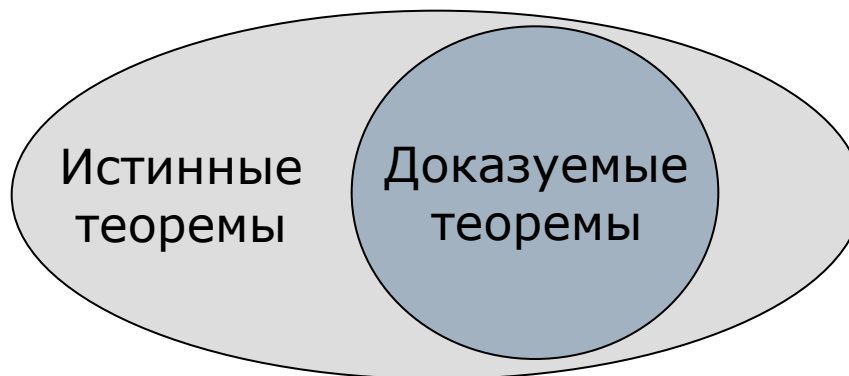 Истинные
теоремы
Доказуемые
теоремы